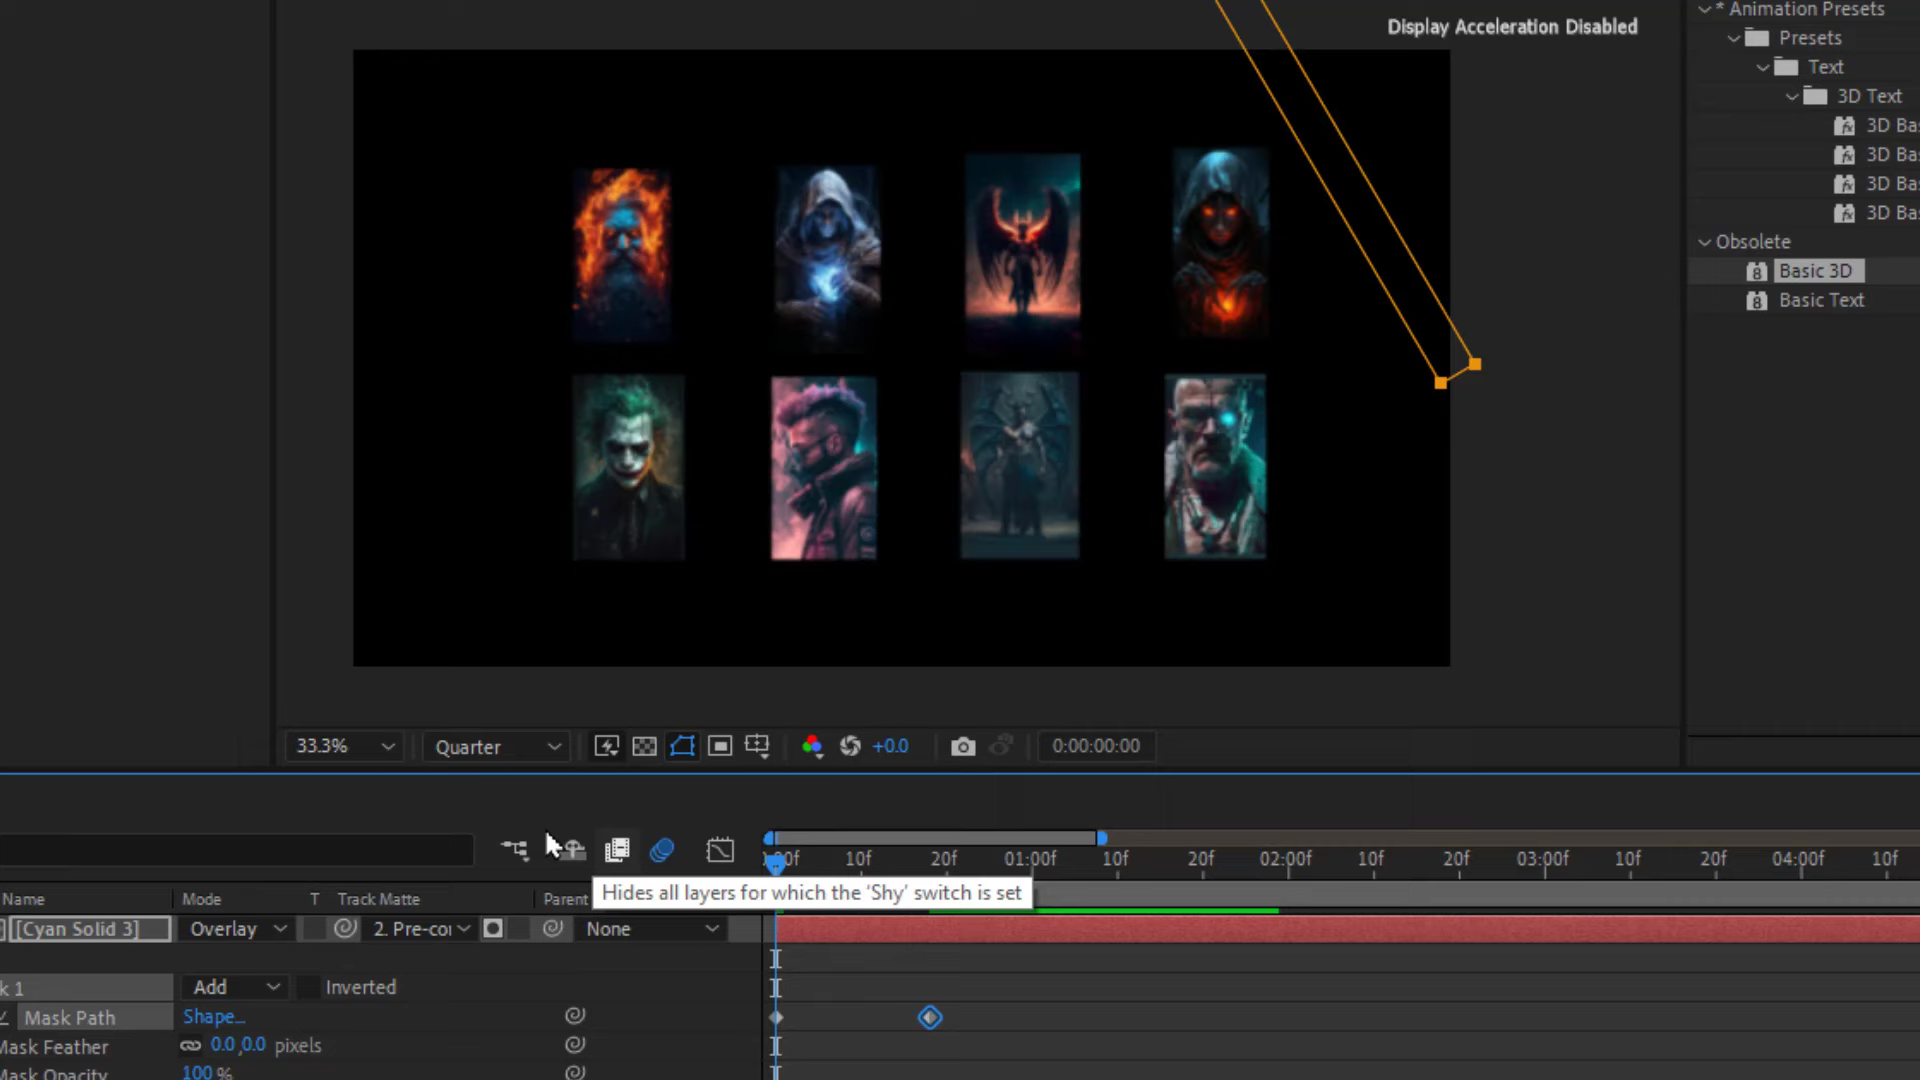 Display Acceleration Disabled
* Animation Presets
Presets
Text
3D Text
3D Ba
3D Ba
3D Ba
3D Ba
Obsolete
Basic 3D
Basic Text
33.3%
Quarter
+0.0
0:00:00:00
0f 10f 20f 01:00f 10f 20f 02:00f 10f 20f 03:00f 10f 20f 04:00f 10f
Hides all layers for which the ‘Shy’ switch is set
Name Mode T Track Matte Parent
[Cyan Solid 3] Overlay 2. Pre-co None
k 1 Add Inverted
Mask Path Shape...
Mask Feather 0.0,0.0 pixels
Mask Opacity 100 %